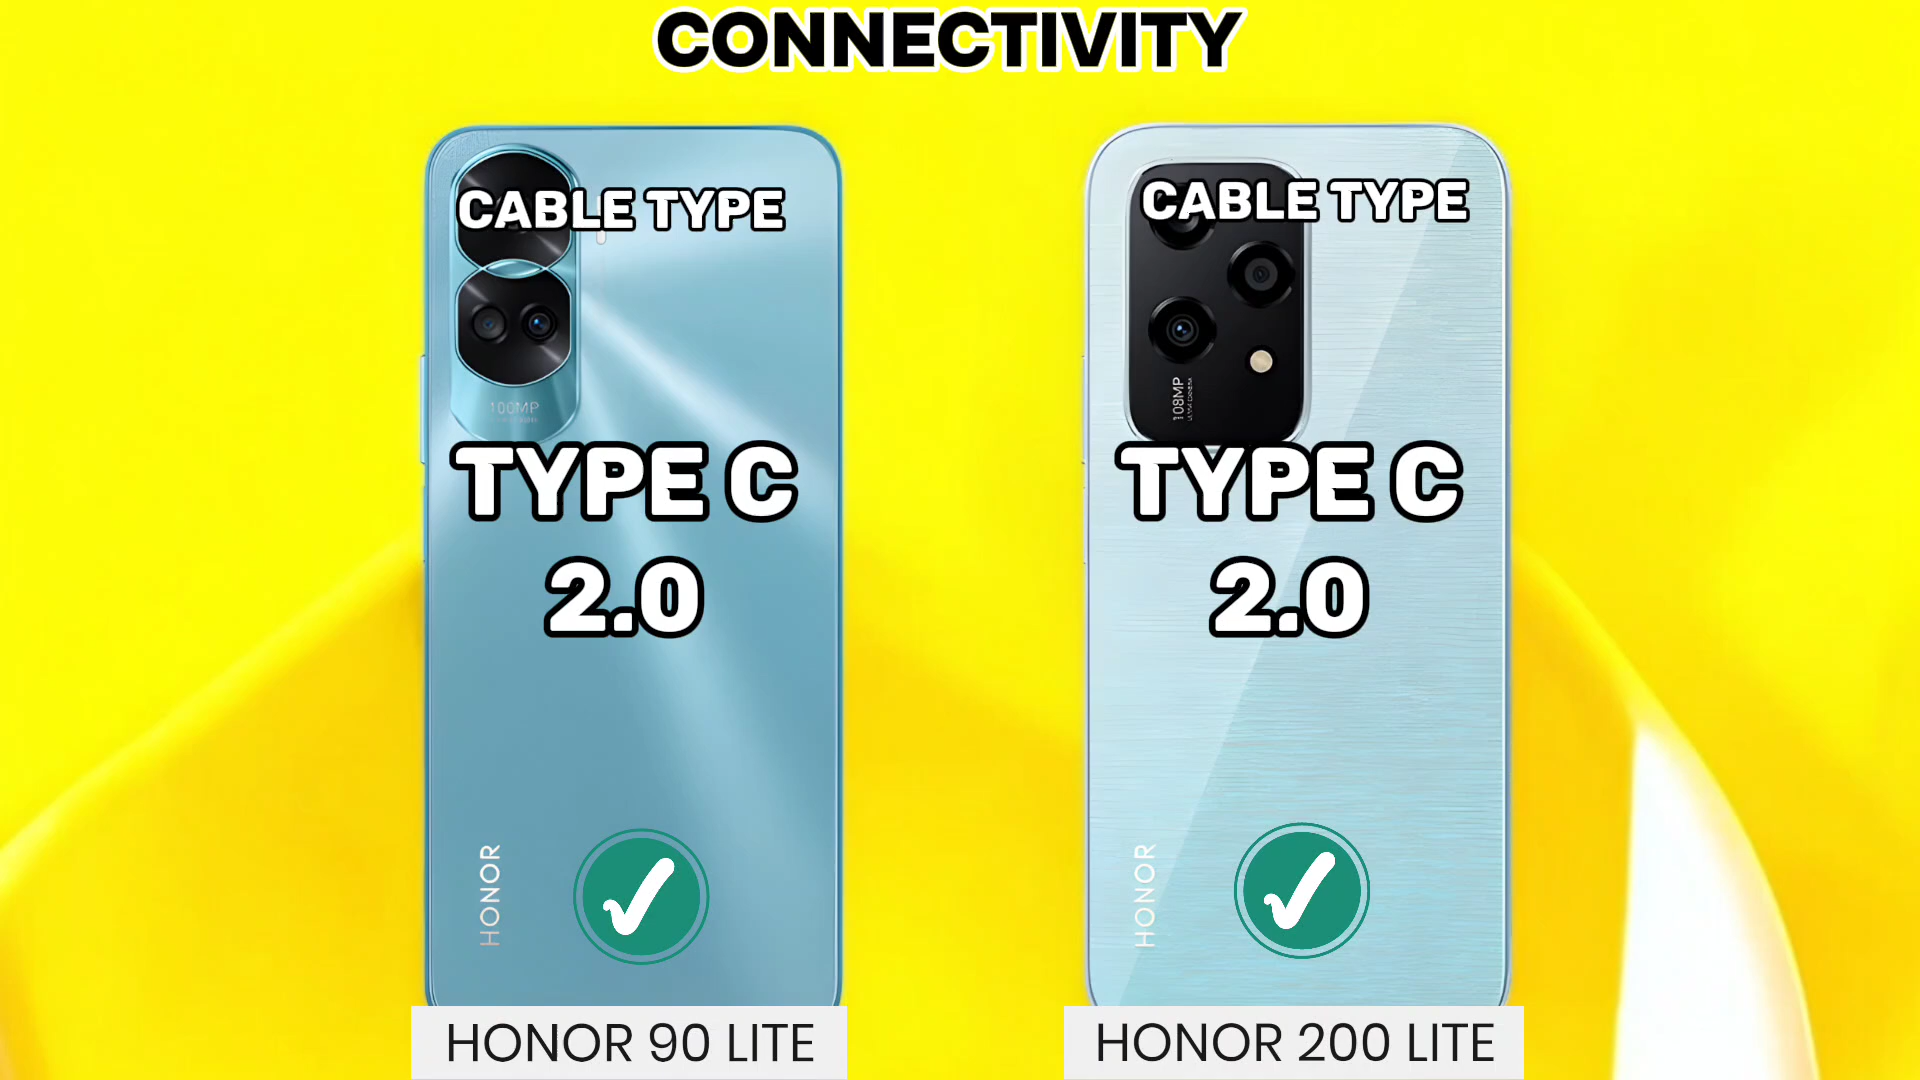 CONNECTIVITY
CABLE TYPE
100MP
TYPE C
2.0
HONOR
HONOR 90 LITE
CABLE TYPE
108MP
TYPE C
2.0
HONOR
HONOR 200 LITE